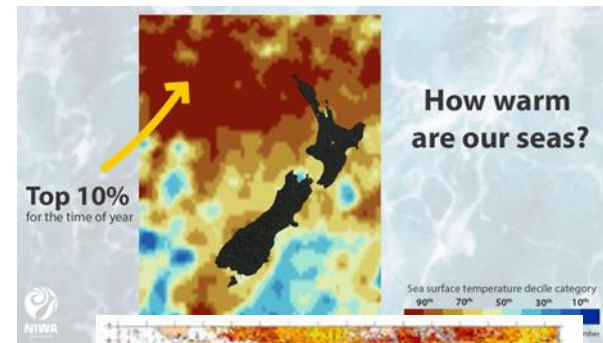 How warm
are our seas?
Top 10%
for the time of year
Sea surface temperature decile category
90th 70th 50th 30th 10th
NIWA